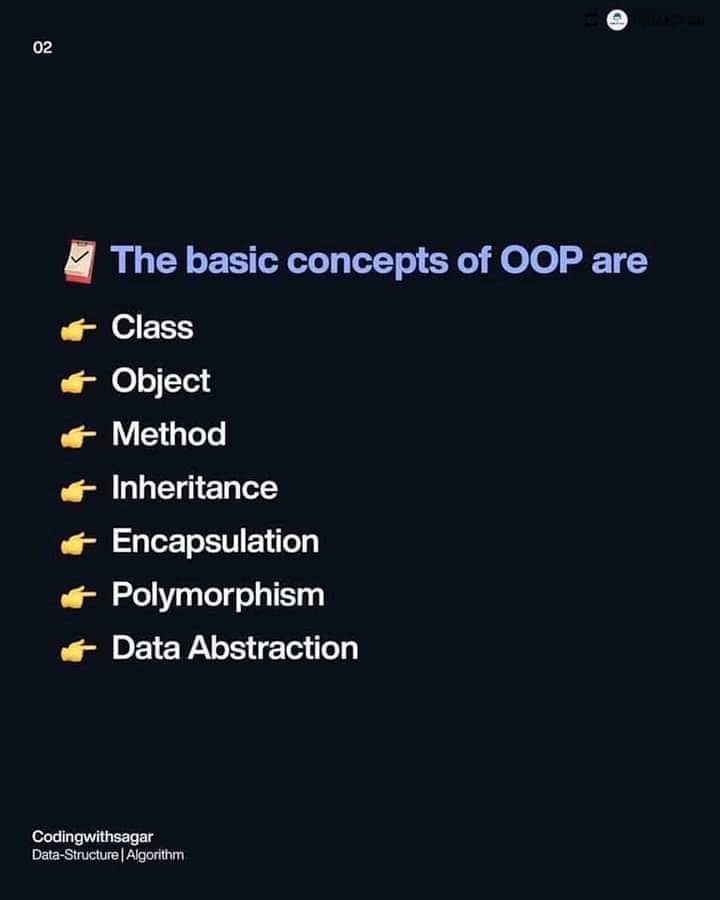 02
The basic concepts of OOP are
Class
Object
Method
Inheritance
Encapsulation
Polymorphism
Data Abstraction
Codingwithsagar
Data-Structure | Algorithm